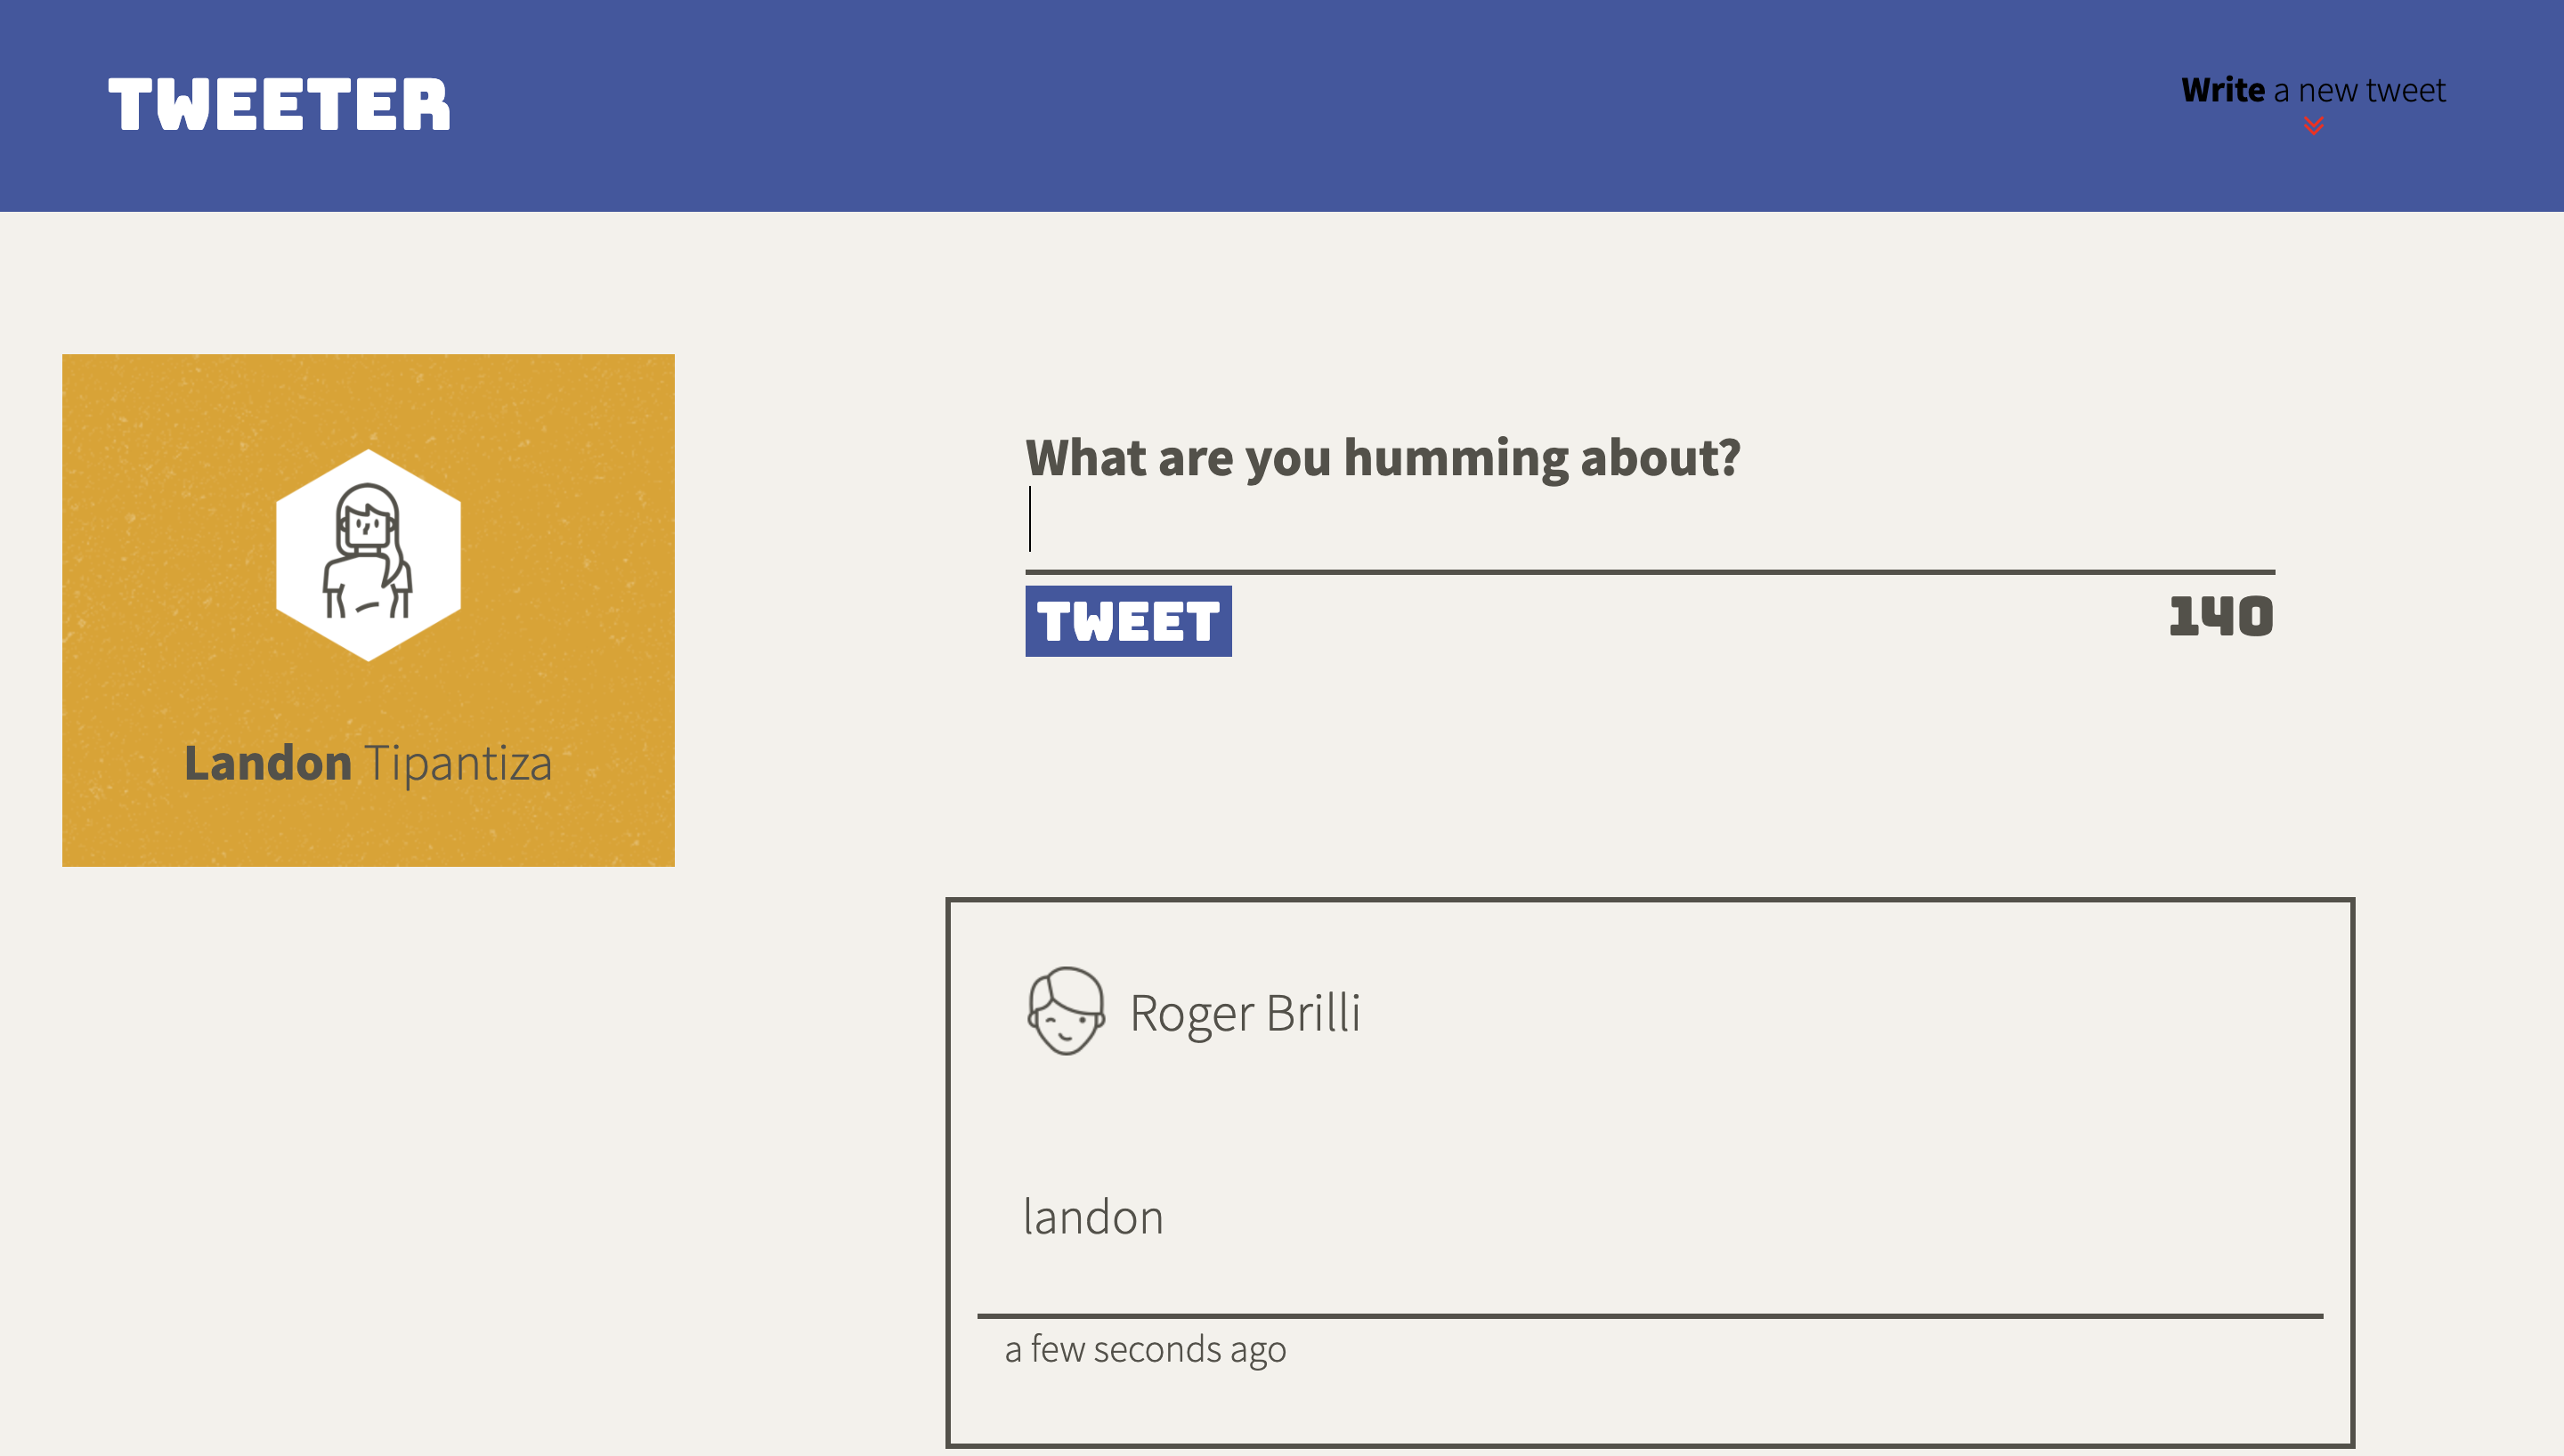 TWEETER
Write a new tweet
Landon Tipantiza
What are you humming about?
TWEET
140
Roger Brilli
landon
a few seconds ago